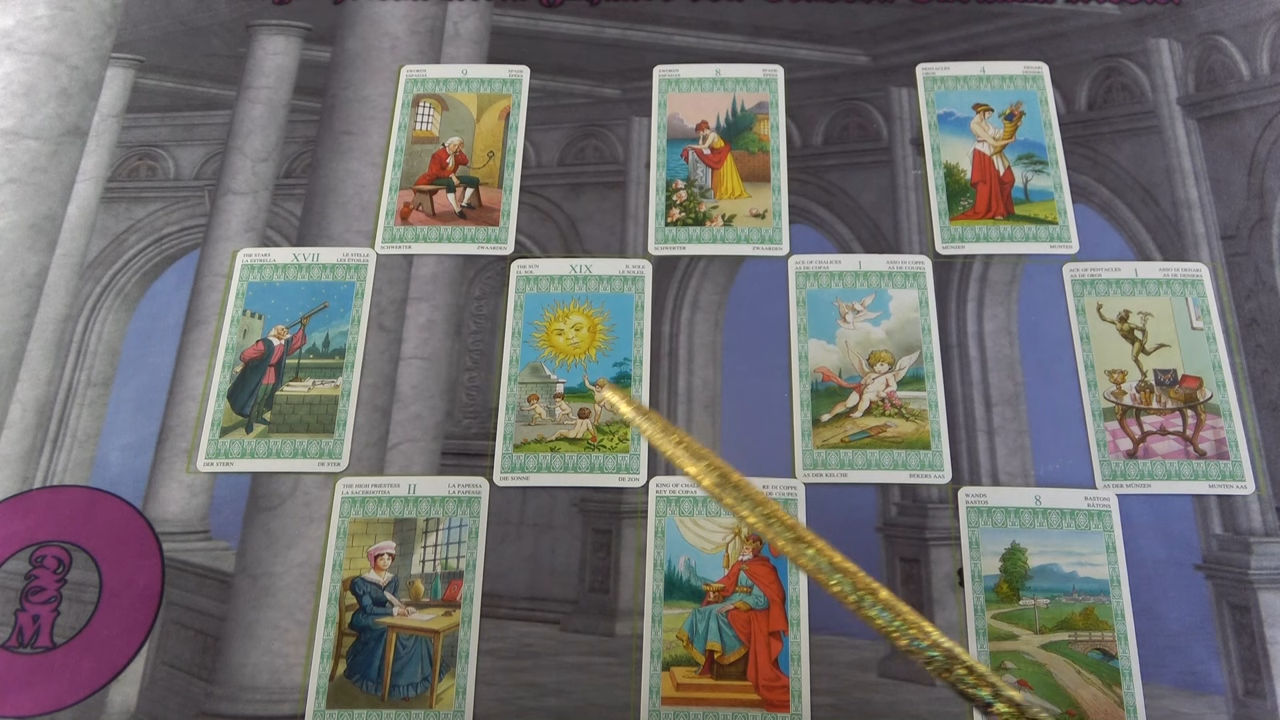 SWORDS
ESPADAS
9
SPADE
ÉPÉES
SCHWERTER
ZWAARDEN
SWORDS
ESPADAS
8
SPADE
ÉPÉES
SCHWERTER
ZWAARDEN
PENTACLES
OROS
4
DENARI
DENIERS
MÜNZEN
MUNTEN
THE STARS
LA ESTRELLA
XVII
LE STELLE
LES ÉTOILES
DER STERN
DE STER
THE SUN
EL SOL
XIX
IL SOLE
LE SOLEIL
DIE SONNE
DE ZON
ACE OF CHALICES
AS DE COPAS
1
ASSO DI COPPE
AS DE COUPES
AS DER KELCHE
BEKERS AAS
ACE OF PENTACLES
AS DE OROS
1
ASSO DI DENARI
AS DE DENIERS
AS DER MÜNZEN
MUNTEN AAS
THE HIGH PRIESTESS
LA SACERDOTISA
II
LA PAPESSA
LA PAPESSE
KING OF
REY DE COPAS
RE DI COPPE
DE COUPES
WANDS
BASTOS
8
BASTONI
BÂTONS